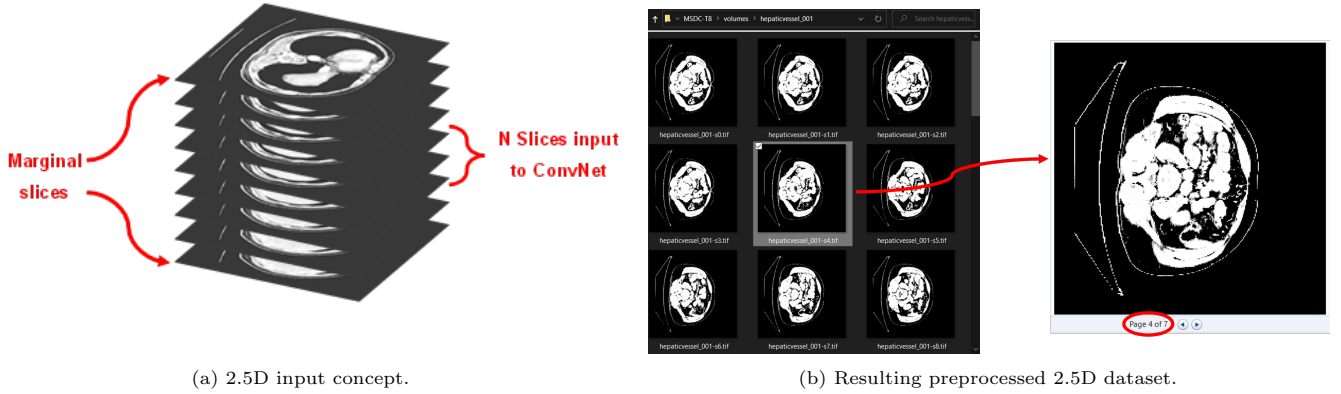 Marginal
slices
N Slices input
to ConvNet
(a) 2.5D input concept.
« MSDC-T8 › volumes › hepaticvessel_001
Search hepaticvess...
hepaticvessel_001-s0.tif
hepaticvessel_001-s1.tif
hepaticvessel_001-s2.tif
hepaticvessel_001-s3.tif
hepaticvessel_001-s4.tif
hepaticvessel_001-s5.tif
hepaticvessel_001-s6.tif
hepaticvessel_001-s7.tif
hepaticvessel_001-s8.tif
Page 4 of 7
(b) Resulting preprocessed 2.5D dataset.